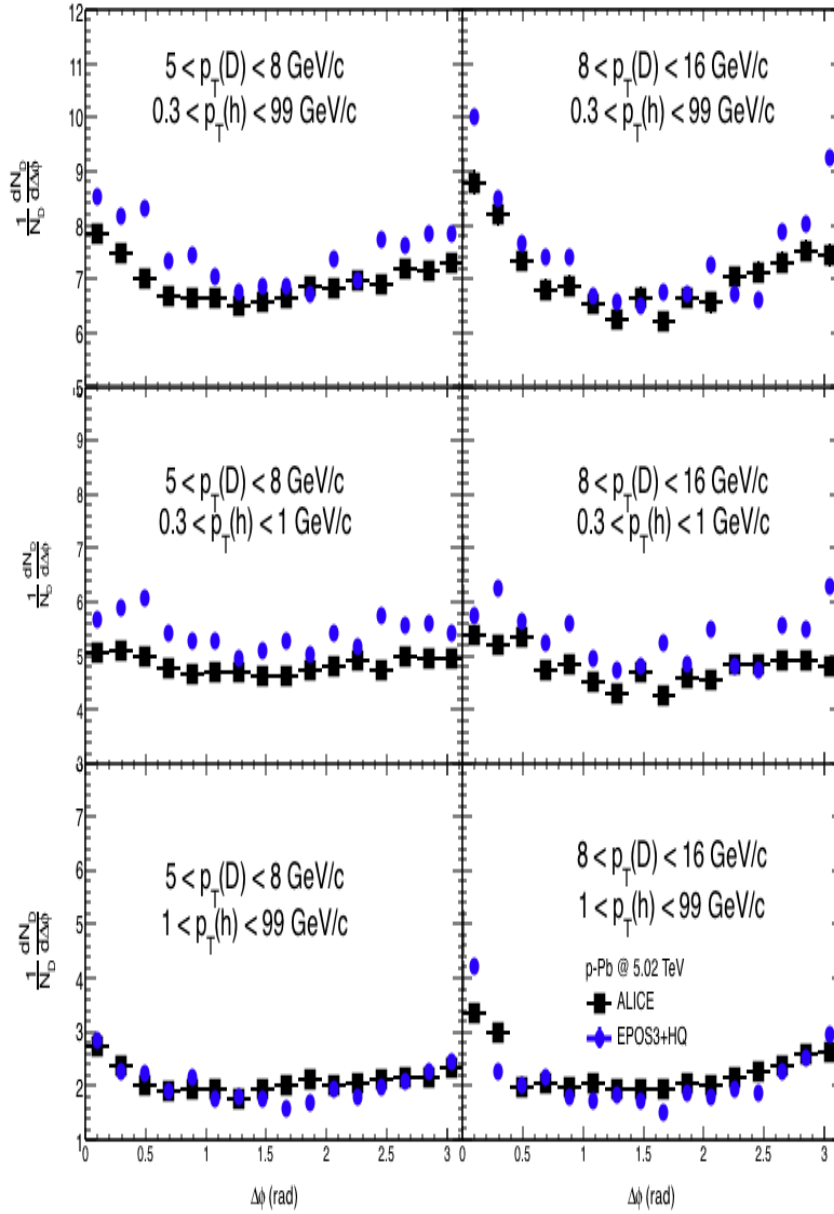 12
11
10
9
8
7
6
5
5 < p_T(D) < 8 GeV/c
0.3 < p_T(h) < 99 GeV/c
8 < p_T(D) < 16 GeV/c
0.3 < p_T(h) < 99 GeV/c
1/N_D dN_D/dΔϕ
9
8
7
6
5
4
3
5 < p_T(D) < 8 GeV/c
0.3 < p_T(h) < 1 GeV/c
8 < p_T(D) < 16 GeV/c
0.3 < p_T(h) < 1 GeV/c
1/N_D dN_D/dΔϕ
7
6
5
4
3
2
1
5 < p_T(D) < 8 GeV/c
1 < p_T(h) < 99 GeV/c
8 < p_T(D) < 16 GeV/c
1 < p_T(h) < 99 GeV/c
p-Pb @ 5.02 TeV
ALICE
EPOS3+HQ
1/N_D dN_D/dΔϕ
0 0.5 1 1.5 2 2.5 3
0 0.5 1 1.5 2 2.5 3
Δϕ (rad)
Δϕ (rad)